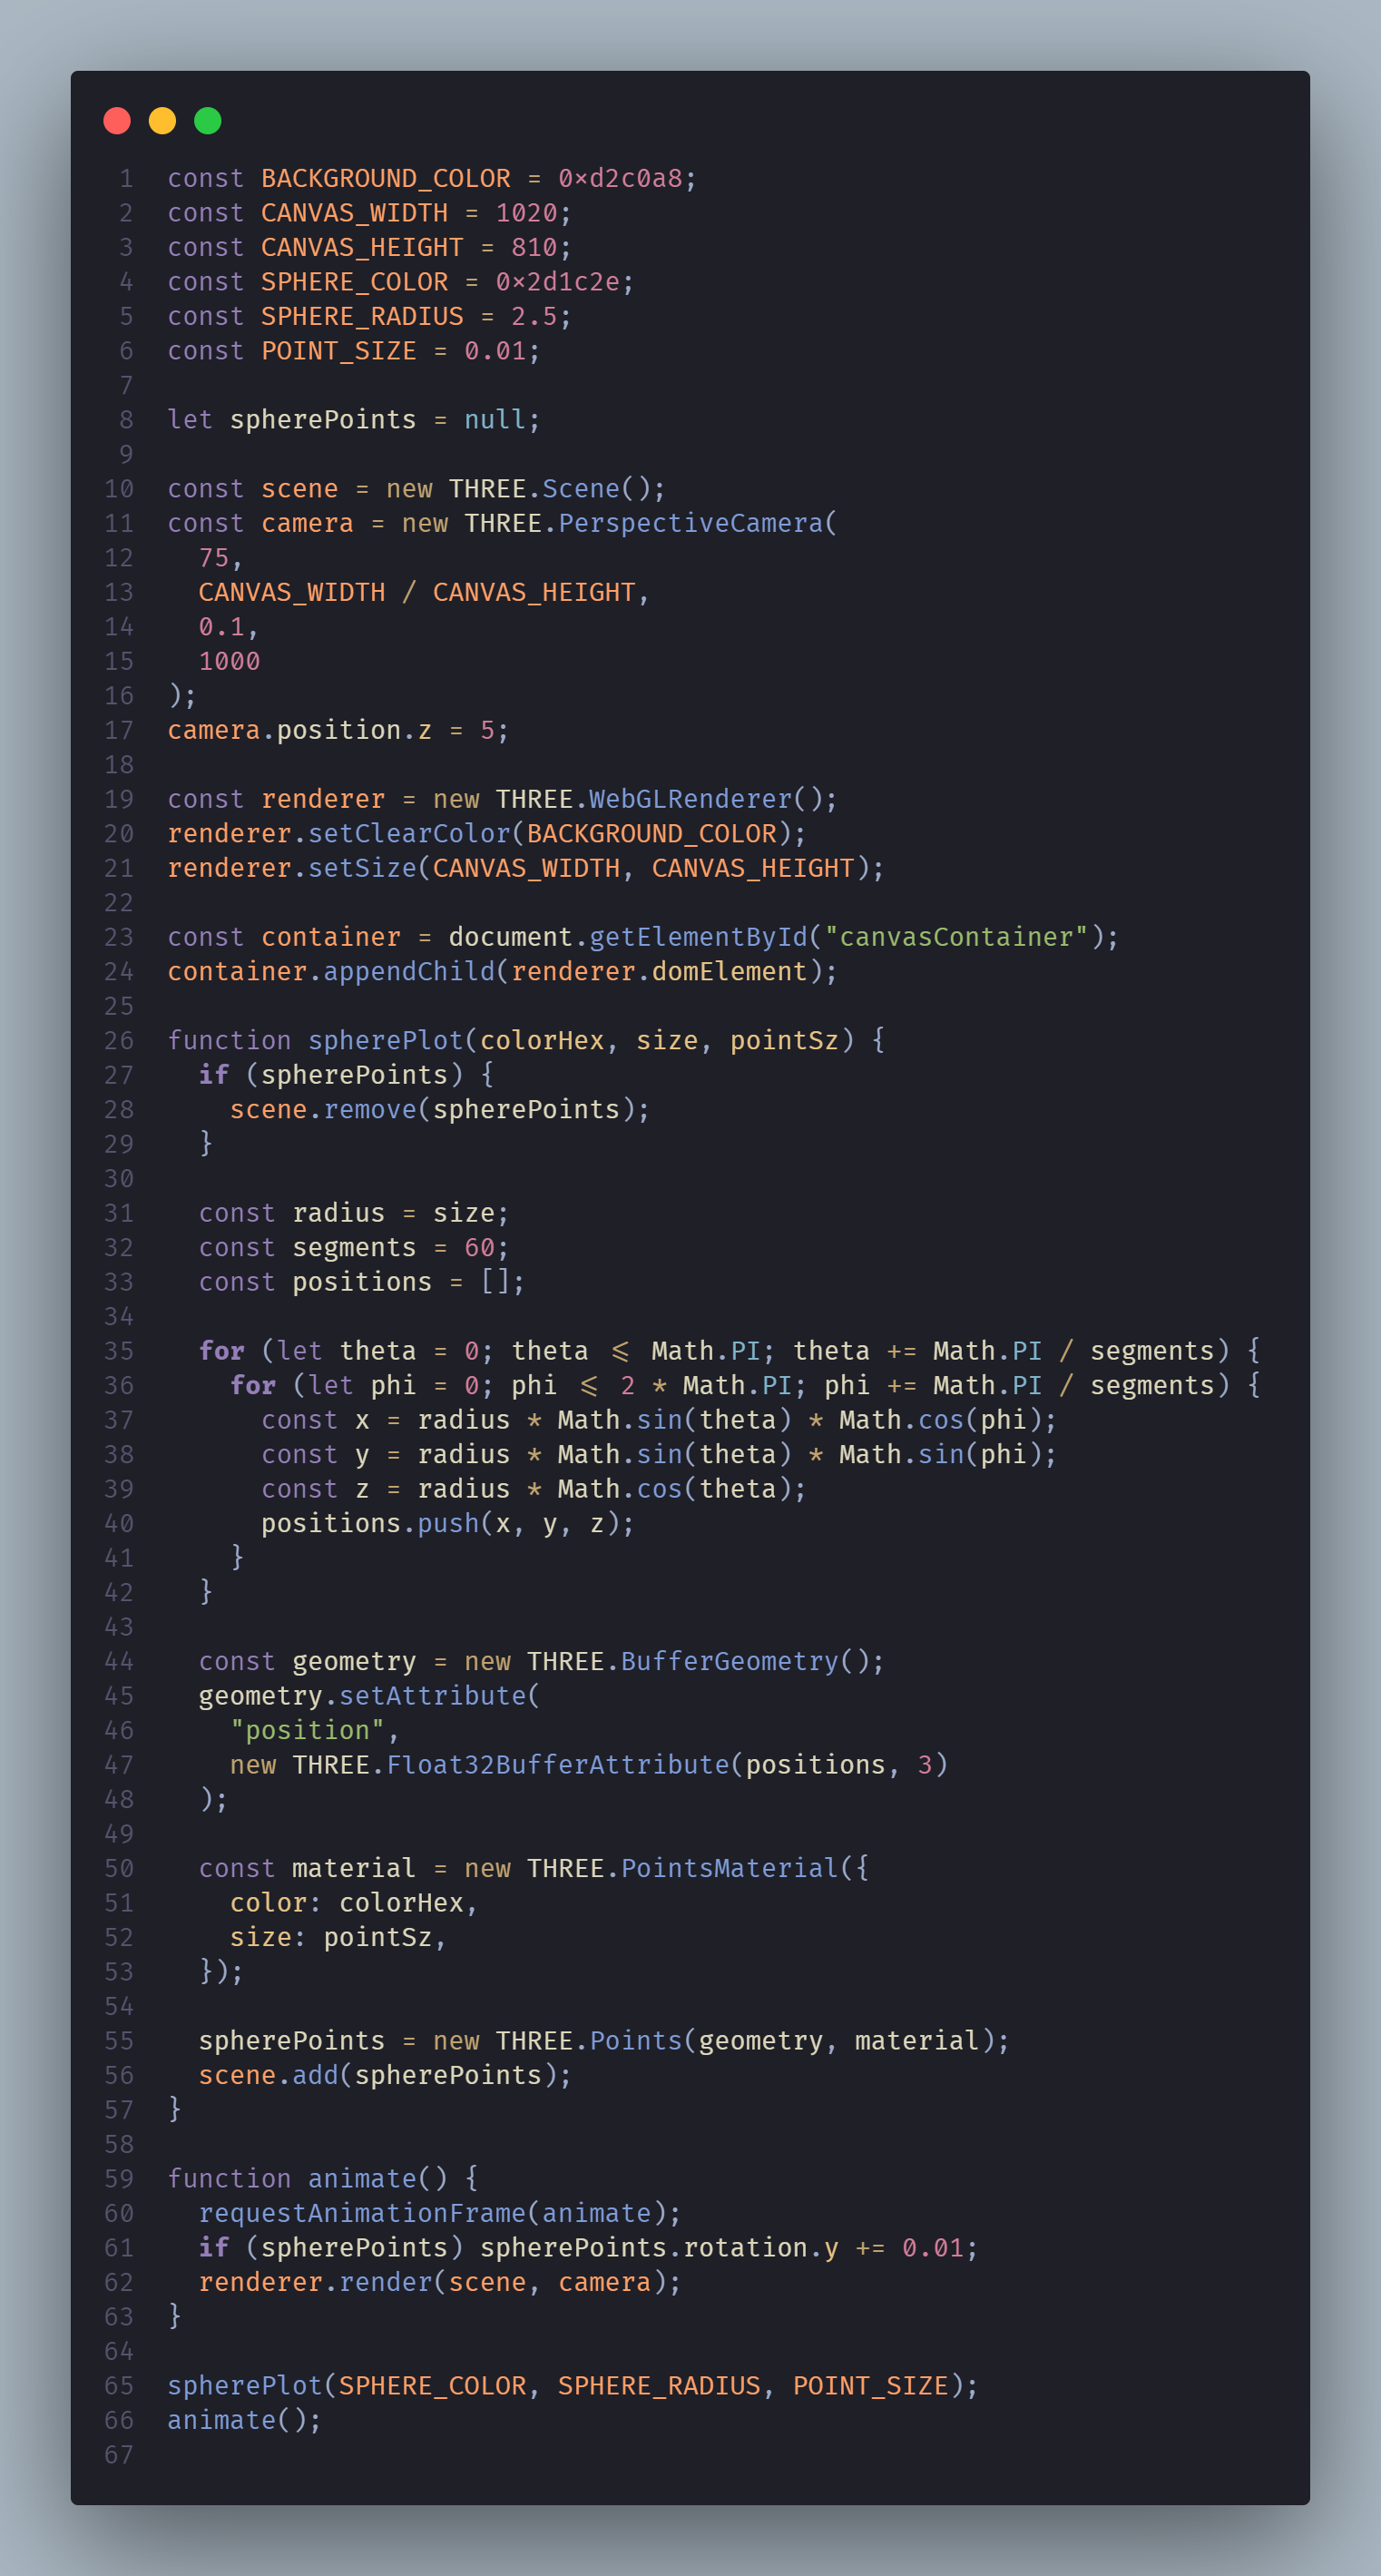 1 const BACKGROUND_COLOR = 0xd2c0a8;
2 const CANVAS_WIDTH = 1020;
3 const CANVAS_HEIGHT = 810;
4 const SPHERE_COLOR = 0x2d1c2e;
5 const SPHERE_RADIUS = 2.5;
6 const POINT_SIZE = 0.01;
7
8 let spherePoints = null;
9
10 const scene = new THREE.Scene();
11 const camera = new THREE.PerspectiveCamera(
12   75,
13   CANVAS_WIDTH / CANVAS_HEIGHT,
14   0.1,
15   1000
16 );
17 camera.position.z = 5;
18
19 const renderer = new THREE.WebGLRenderer();
20 renderer.setClearColor(BACKGROUND_COLOR);
21 renderer.setSize(CANVAS_WIDTH, CANVAS_HEIGHT);
22
23 const container = document.getElementById("canvasContainer");
24 container.appendChild(renderer.domElement);
25
26 function spherePlot(colorHex, size, pointSz) {
27   if (spherePoints) {
28     scene.remove(spherePoints);
29   }
30
31   const radius = size;
32   const segments = 60;
33   const positions = [];
34
35   for (let theta = 0; theta <= Math.PI; theta += Math.PI / segments) {
36     for (let phi = 0; phi <= 2 * Math.PI; phi += Math.PI / segments) {
37       const x = radius * Math.sin(theta) * Math.cos(phi);
38       const y = radius * Math.sin(theta) * Math.sin(phi);
39       const z = radius * Math.cos(theta);
40       positions.push(x, y, z);
41     }
42   }
43
44   const geometry = new THREE.BufferGeometry();
45   geometry.setAttribute(
46     "position",
47     new THREE.Float32BufferAttribute(positions, 3)
48   );
49
50   const material = new THREE.PointsMaterial({
51     color: colorHex,
52     size: pointSz,
53   });
54
55   spherePoints = new THREE.Points(geometry, material);
56   scene.add(spherePoints);
57 }
58
59 function animate() {
60   requestAnimationFrame(animate);
61   if (spherePoints) spherePoints.rotation.y += 0.01;
62   renderer.render(scene, camera);
63 }
64
65 spherePlot(SPHERE_COLOR, SPHERE_RADIUS, POINT_SIZE);
66 animate();
67